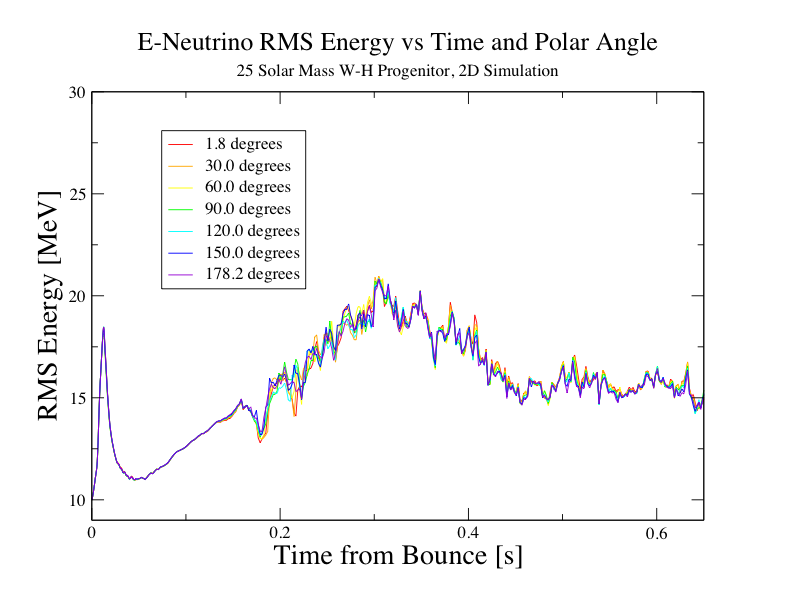 E-Neutrino RMS Energy vs Time and Polar Angle
25 Solar Mass W-H Progenitor, 2D Simulation
30
25
20
15
10
RMS Energy [MeV]
1.8 degrees
30.0 degrees
60.0 degrees
90.0 degrees
120.0 degrees
150.0 degrees
178.2 degrees
0
0.2
0.4
0.6
Time from Bounce [s]